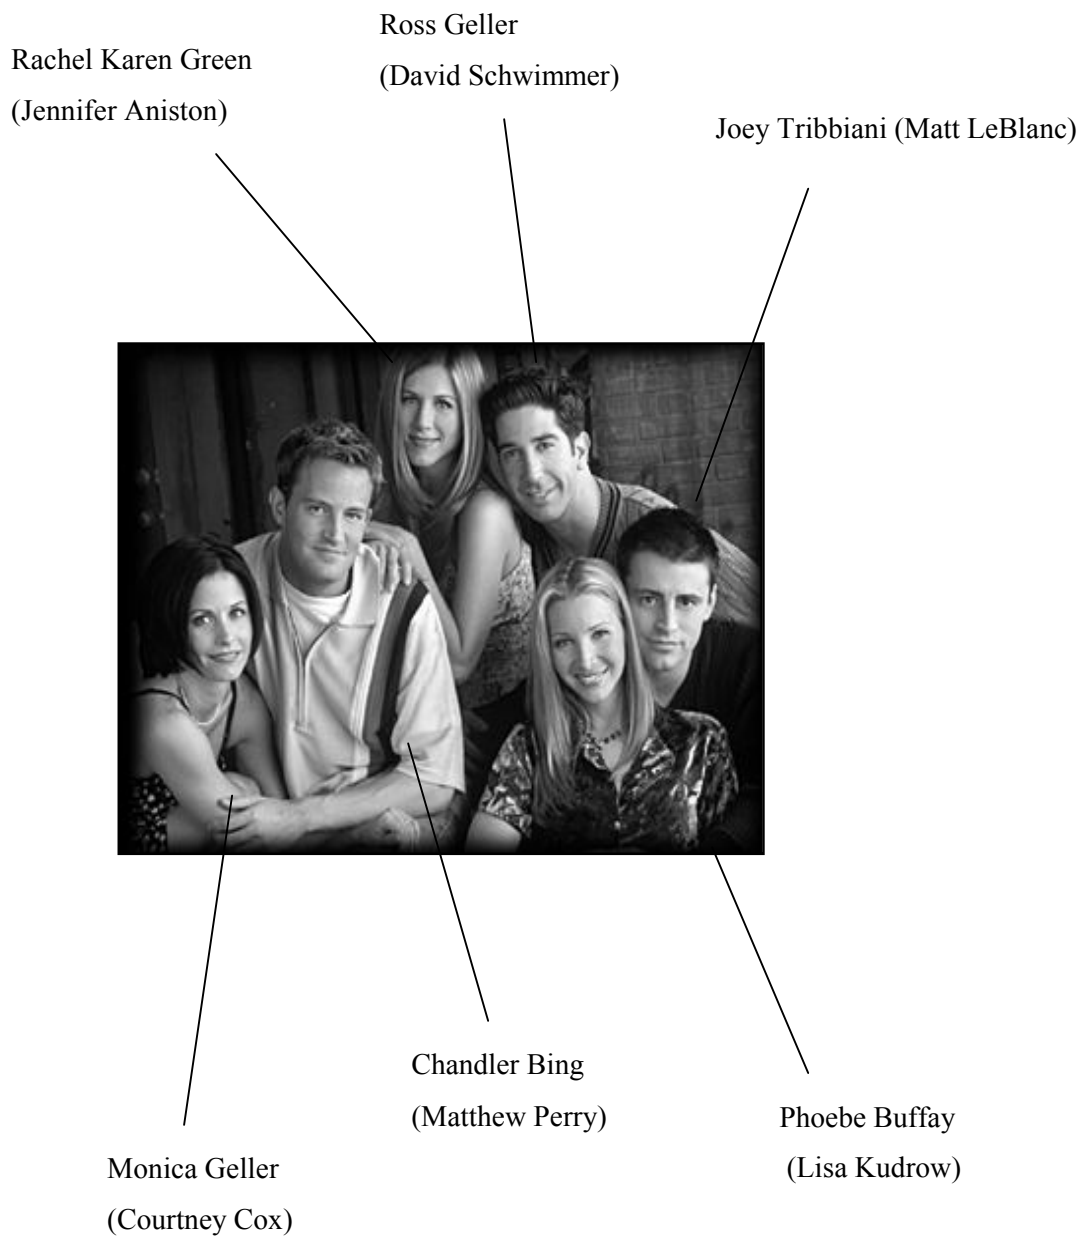 Ross Geller
(David Schwimmer)
Rachel Karen Green
(Jennifer Aniston)
Joey Tribbiani (Matt LeBlanc)
Chandler Bing
(Matthew Perry)
Phoebe Buffay
(Lisa Kudrow)
Monica Geller
(Courtney Cox)